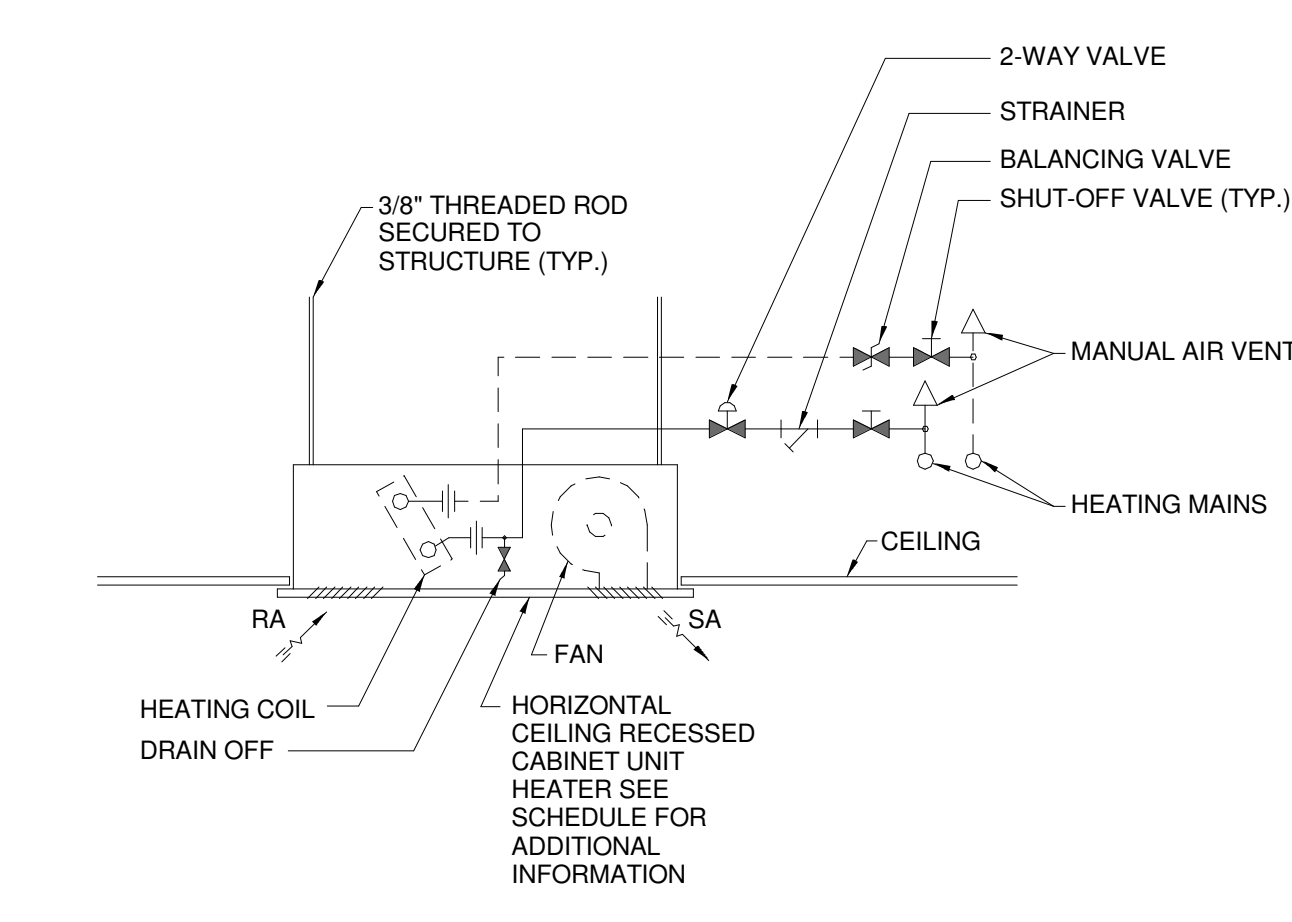 2-WAY VALVE
STRAINER
BALANCING VALVE
SHUT-OFF VALVE (TYP.)
3/8" THREADED ROD
SECURED TO
STRUCTURE (TYP.)
MANUAL AIR VENT
HEATING MAINS
CEILING
RA
SA
FAN
HEATING COIL
DRAIN OFF
HORIZONTAL
CEILING RECESSED
CABINET UNIT
HEATER SEE
SCHEDULE FOR
ADDITIONAL
INFORMATION